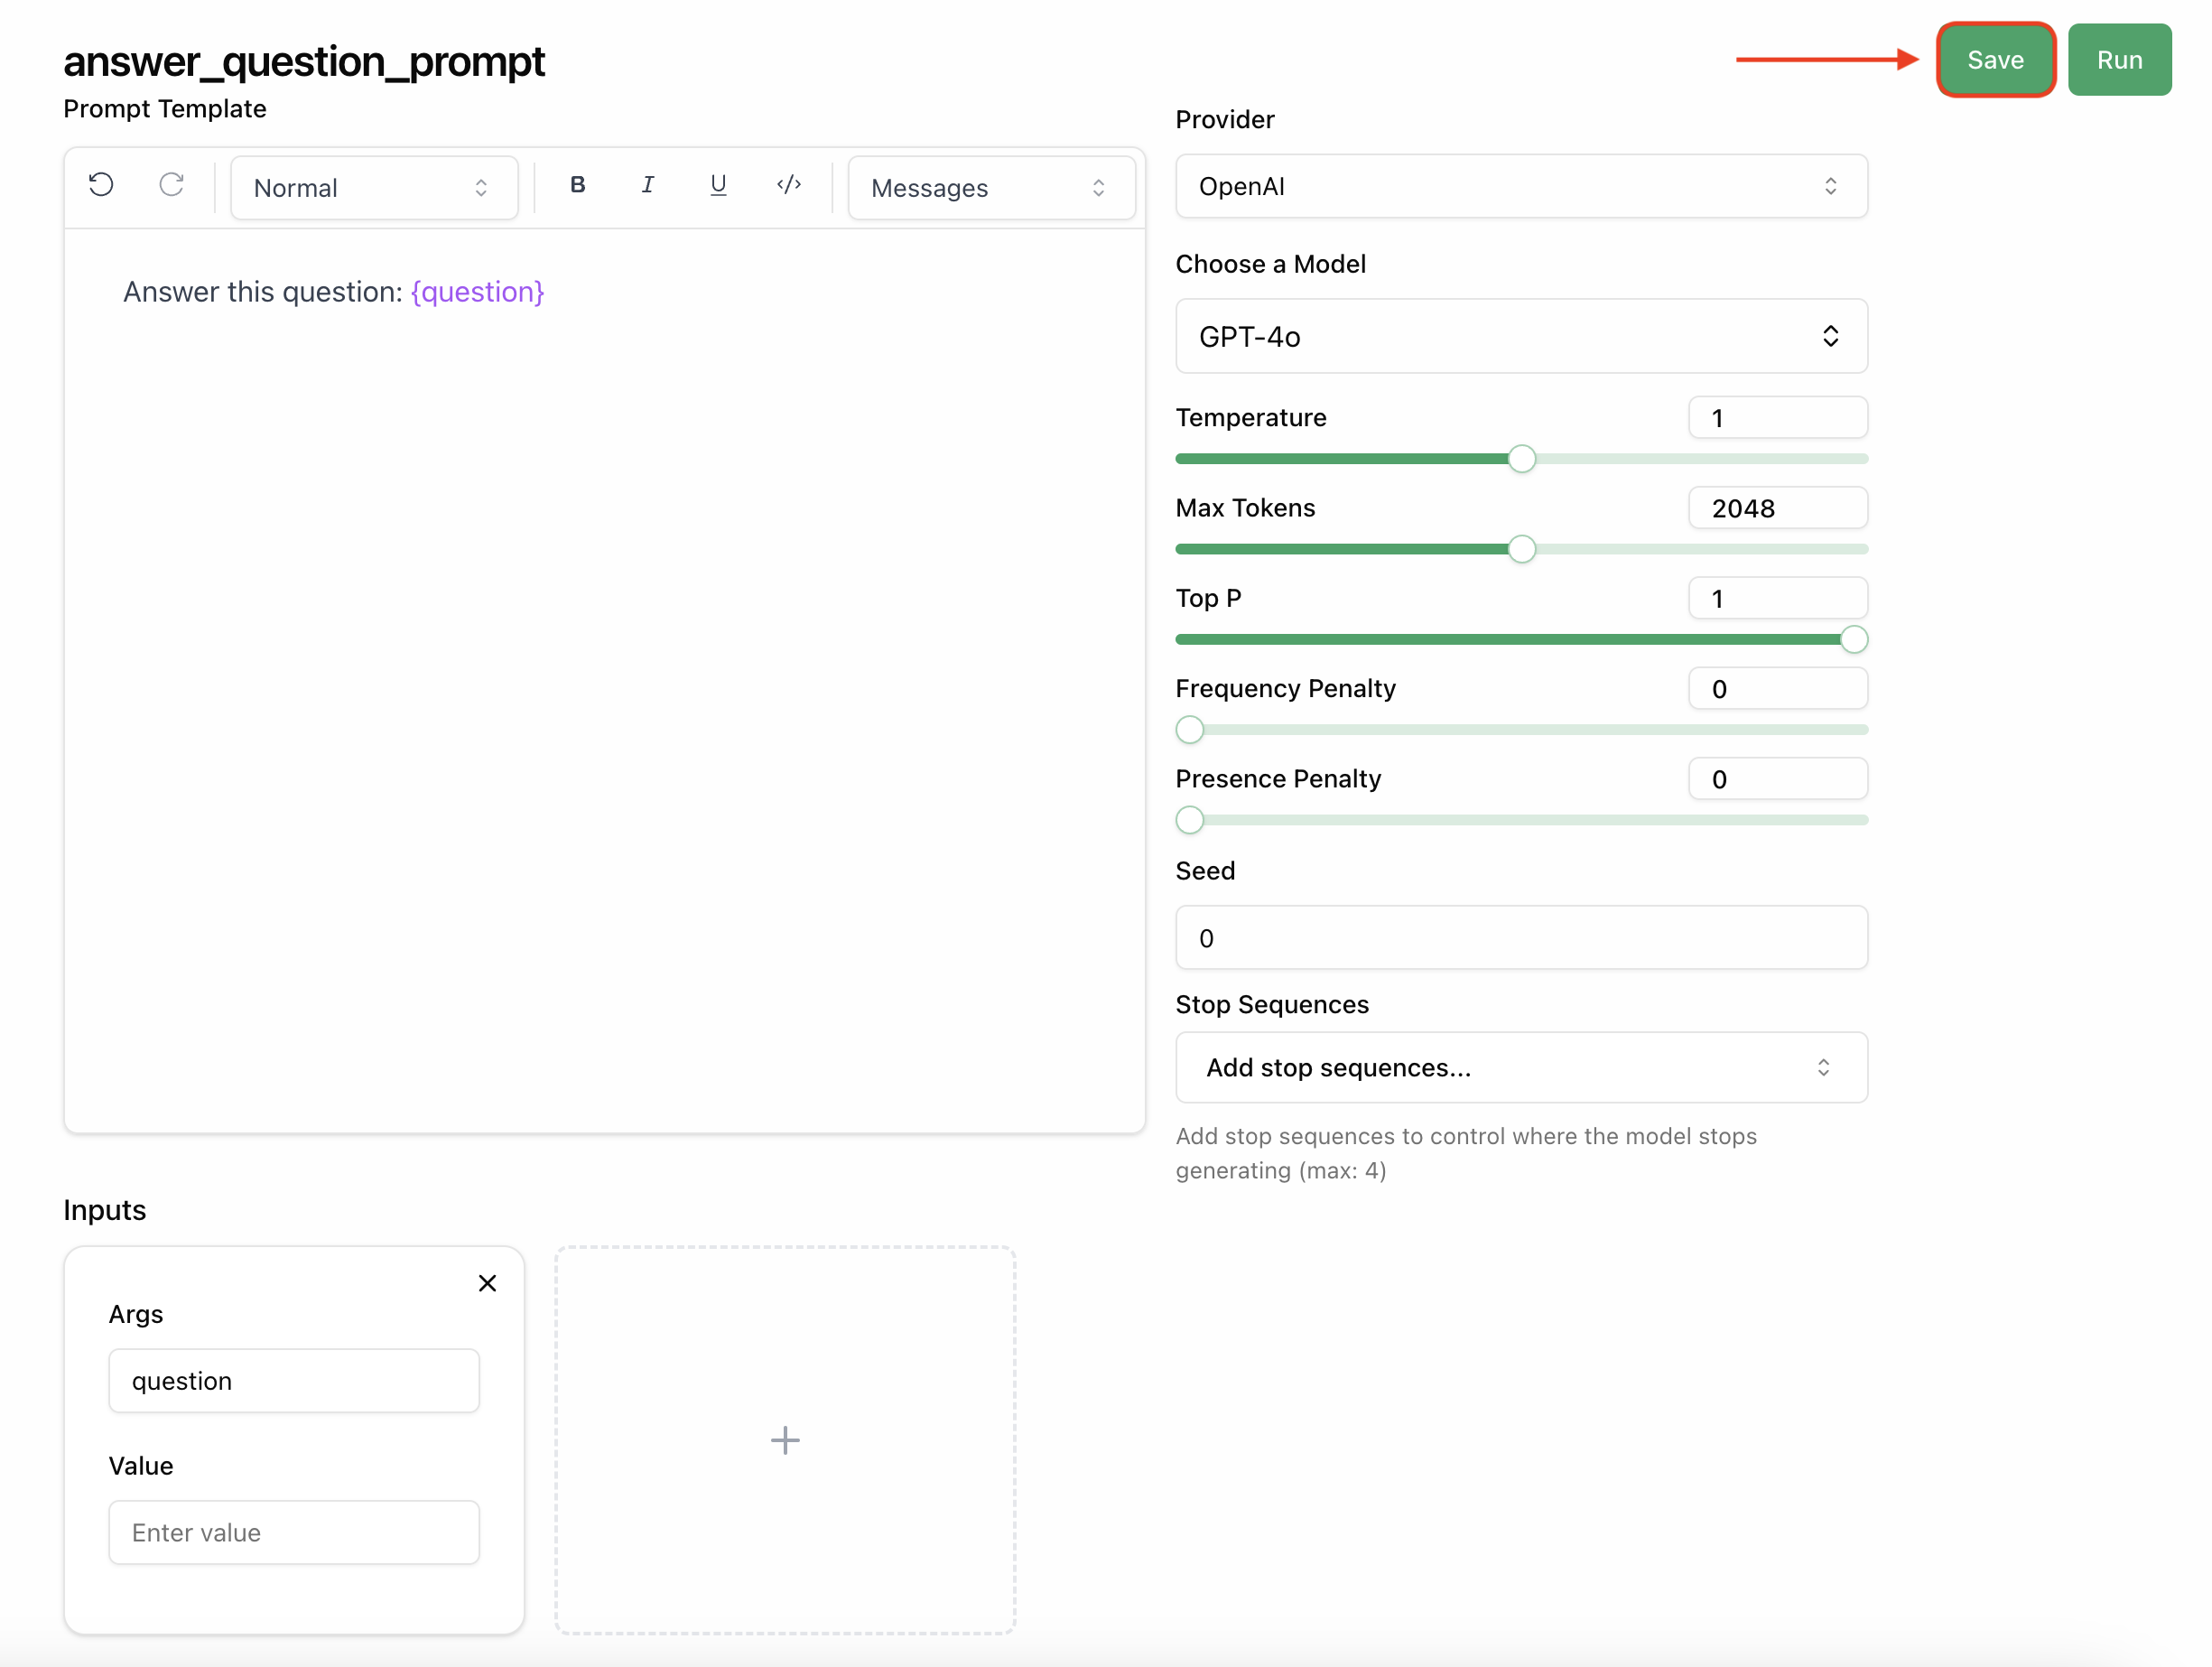 answer_question_prompt
Save
Run
Prompt Template
Normal
B
I
U
</>
Messages
Answer this question: {question}
Provider
OpenAI
Choose a Model
GPT-4o
Temperature
1
Max Tokens
2048
Top P
1
Frequency Penalty
0
Presence Penalty
0
Seed
0
Stop Sequences
Add stop sequences...
Add stop sequences to control where the model stops
generating (max: 4)
Inputs
Args
question
Value
Enter value